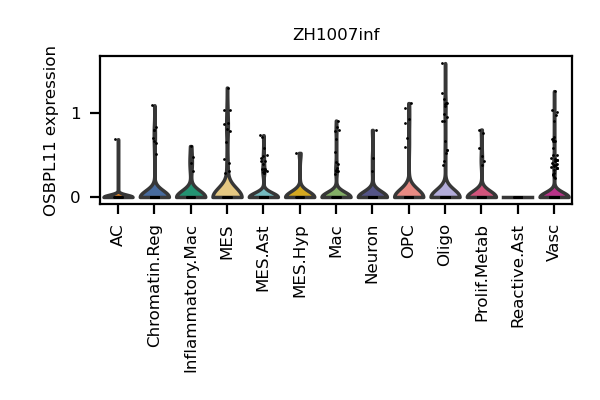 ZH1007inf
OSBPL11 expression
1
0
AC
Chromatin.Reg
Inflammatory.Mac
MES
MES.Ast
MES.Hyp
Mac
Neuron
OPC
Oligo
Prolif.Metab
Reactive.Ast
Vasc